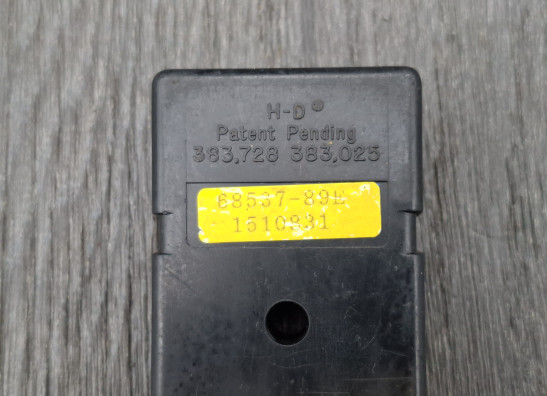 H-D®
Patent Pending
383,728 383,025
68537-89E
1510831